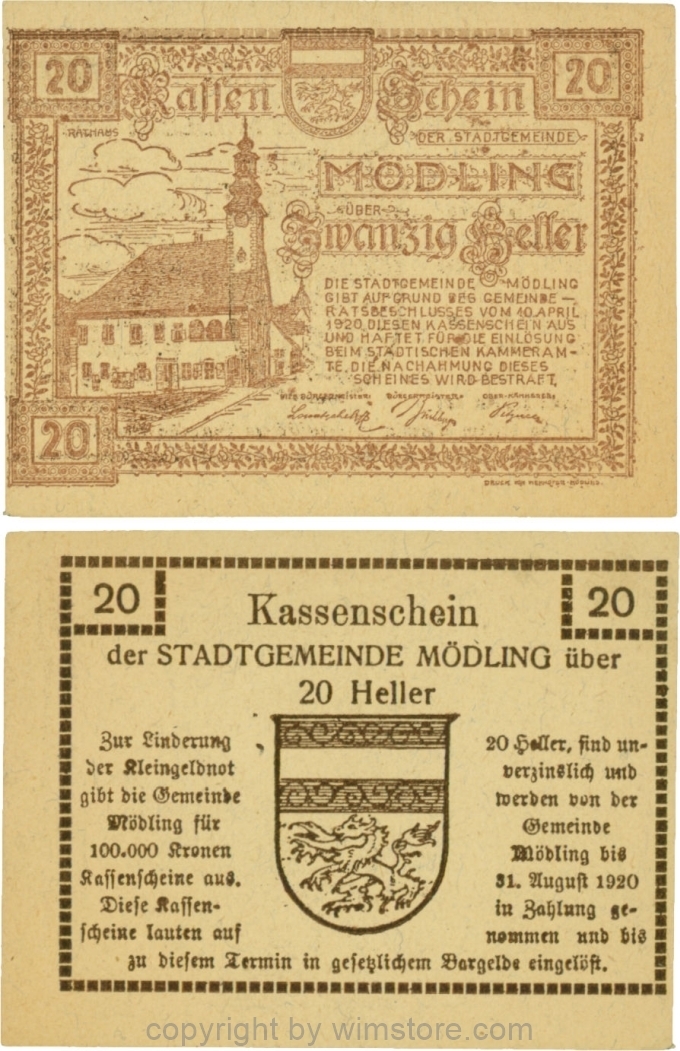 20
Kassen Schein
20
RATHAUS
DER STADTGEMEINDE
MÖDLING
ÜBER
Zwanzig Heller
DIE STADTGEMEINDE MÖDLING
GIBT AUF GRUND DES GEMEINDE—
RATSBESCHLUSSES VOM 10.APRIL
1920 DIESEN KASSENSCHEIN AUS
UND HAFTET FÜR DIE EINLÖSUNG
BEIM STÄDTISCHEN KAMMERAM-
TE. DIE NACHAHMUNG DIESES
SCHEINES WIRD BESTRAFT.
VIZE BÜRGERMEISTER: BÜRGERMEISTER:
20
DRUCK
20
Kassenschein
20
der STADTGEMEINDE MÖDLING über
20 Heller
Zur Linderung
der Kleingeldnot
gibt die Gemeinde
Mödling für
100.000 Kronen
Kassenscheine aus.
Diese Kassen-
scheine lauten auf
20 Heller, sind un-
verzinslich und
werden von der
Gemeinde
Mödling bis
31. August 1920
in Zahlung ge-
nommen und bis
zu diesem Termin in gesetzlichem Bargelde eingelöst.
copyright by wimstore.com